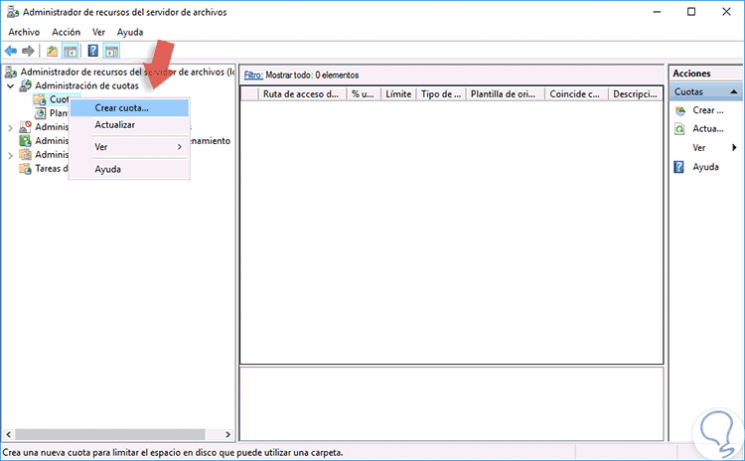 Administrador de recursos del servidor de archivos
Archivo Acción Ver Ayuda
Administrador de recursos del servidor de archivos (lo
Administración de cuotas
Cuot
Crear cuota...
Plan
Actualizar
Adminis
Ver
Adminis
enamiento
Adminis
Ayuda
Tareas d
Filtro: Mostrar todo: 0 elementos
Ruta de acceso d... % u... Límite Tipo de ... Plantilla de ori... Coincide c... Descripci...
Acciones
Cuotas
Crear ...
Actua...
Ver
Ayuda
Crea una nueva cuota para limitar el espacio en disco que puede utilizar una carpeta.